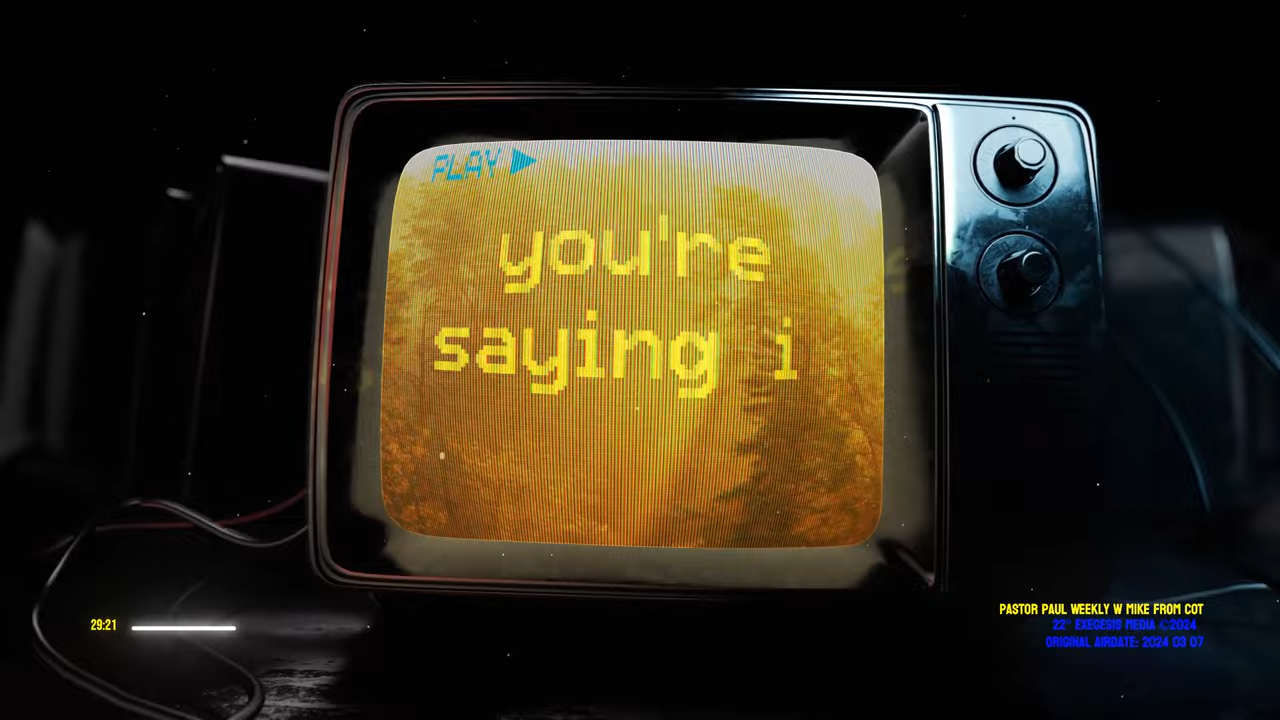 PLAY
you're
saying i
29:21
PASTOR PAUL WEEKLY W MIKE FROM COT
EXEGESIS MEDIA ©2024
ORIGINAL AIRDATE: 2024 03 07